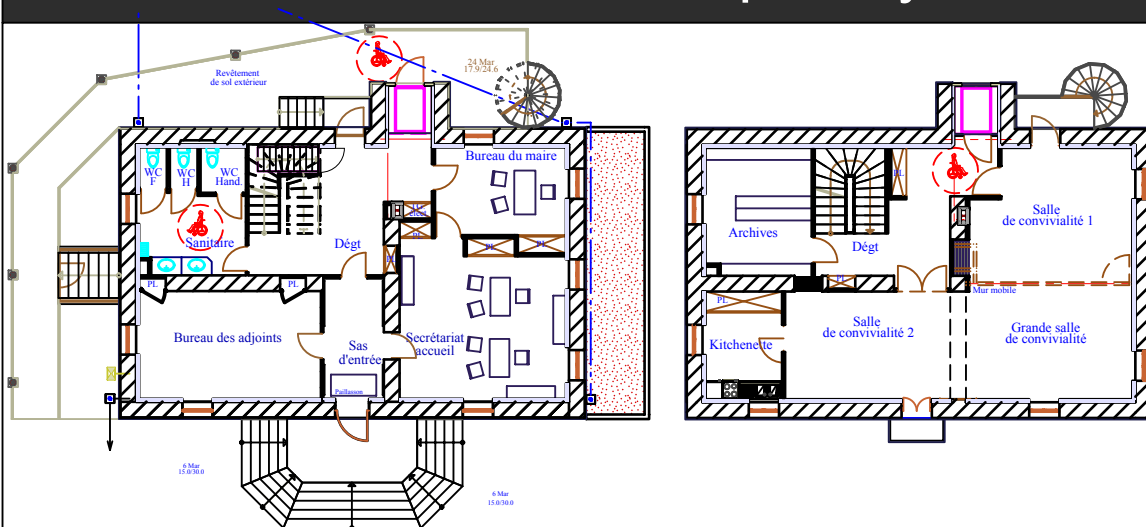 Revêtement
de sol extérieur
24 Mar
17.9/24.6
WC
F
WC
H
WC
Hand.
Sanitaire
Dégt
Bureau du maire
élect
PL
PL
PL
PL
PL
PL
Bureau des adjoints
Sas
d'entrée
Paillasson
Secrétariat
accueil
6 Mar
15.0/30.0
6 Mar
15.0/30.0
Archives
Dégt
PL
PL
PL
Salle
de convivialité 1
Mur mobile
Kitchenette
Salle
de convivialité 2
Grande salle
de convivialité